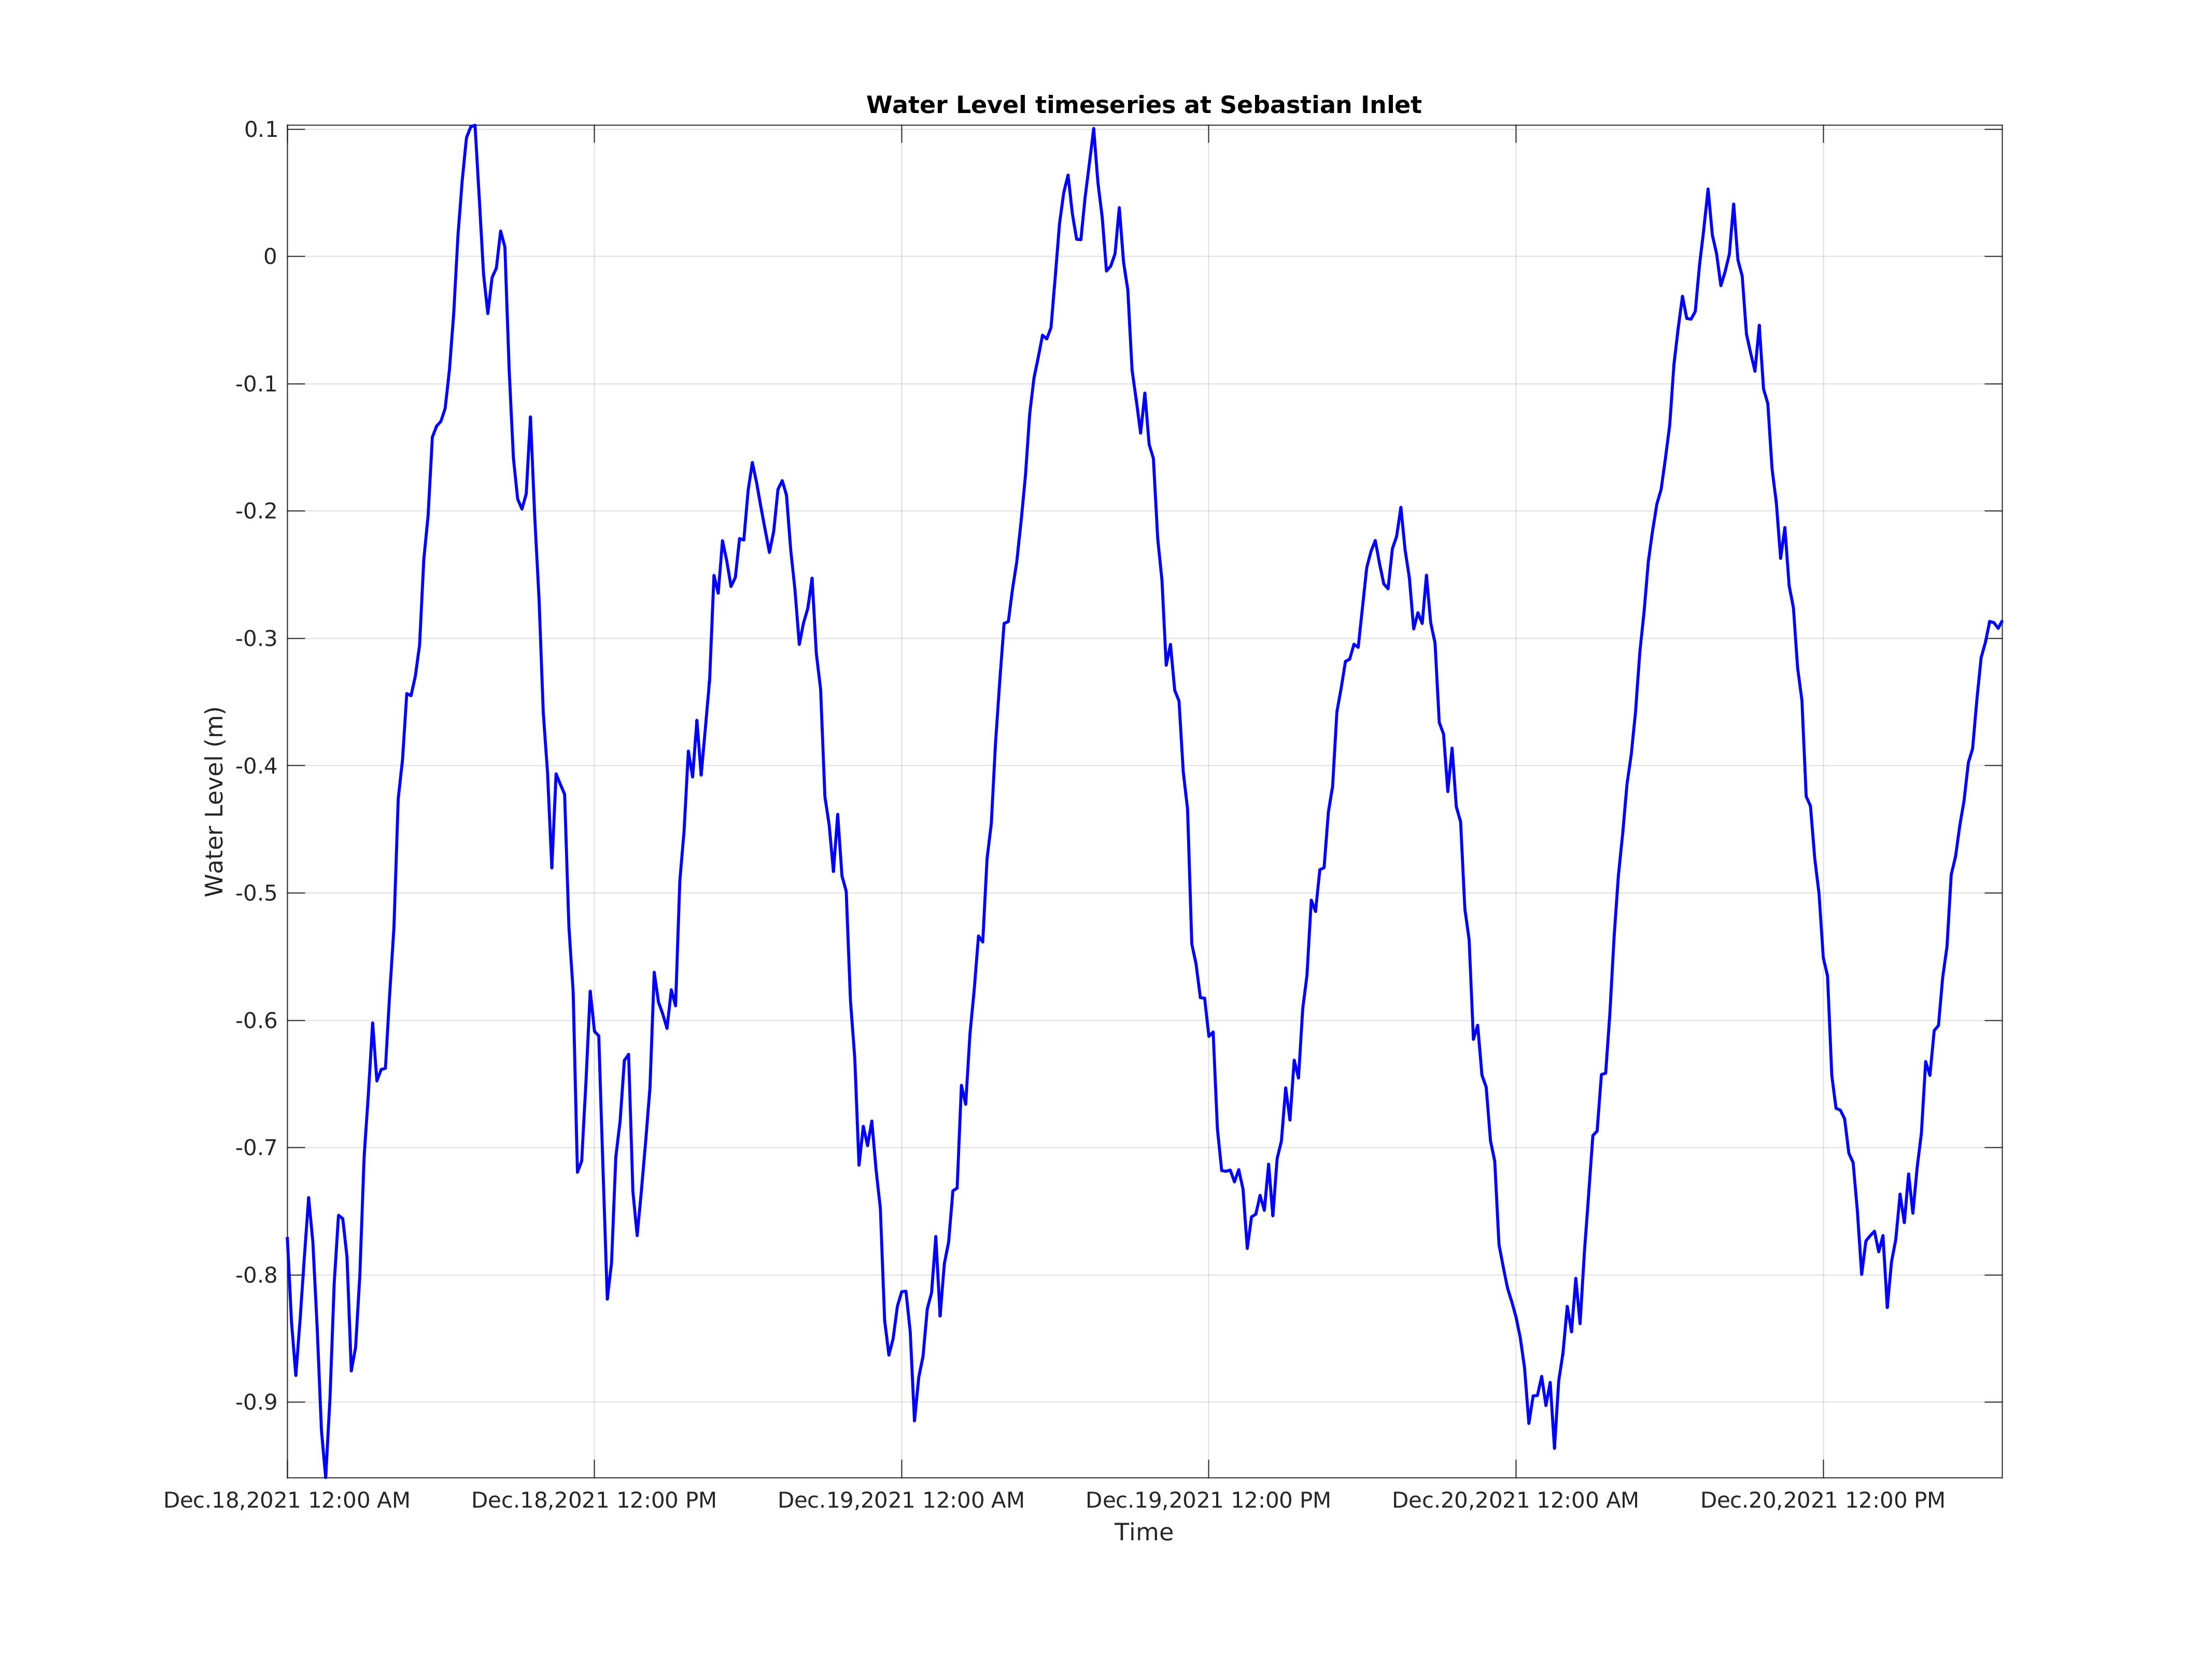 Water Level timeseries at Sebastian Inlet
0.1
0
-0.1
-0.2
-0.3
-0.4
-0.5
-0.6
-0.7
-0.8
-0.9
Water Level (m)
Dec.18,2021 12:00 AM
Dec.18,2021 12:00 PM
Dec.19,2021 12:00 AM
Dec.19,2021 12:00 PM
Dec.20,2021 12:00 AM
Dec.20,2021 12:00 PM
Time